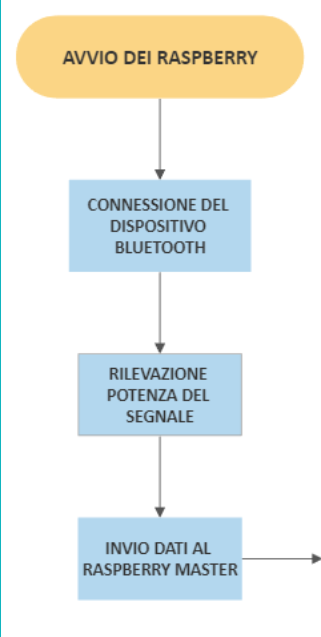 AVVIO DEI RASPBERRY
CONNESSIONE DEL
DISPOSITIVO
BLUETOOTH
RILEVAZIONE
POTENZA DEL
SEGNALE
INVIO DATI AL
RASPBERRY MASTER